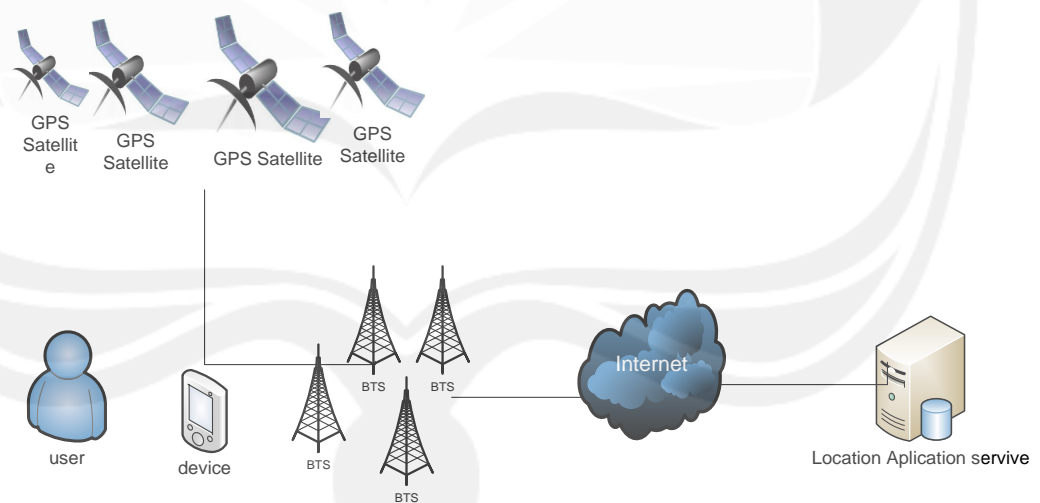 GPS
Satellit
e
GPS
Satellite
GPS Satellite
GPS
Satellite
BTS
BTS
Internet
user
device
BTS
BTS
Location Aplication servive